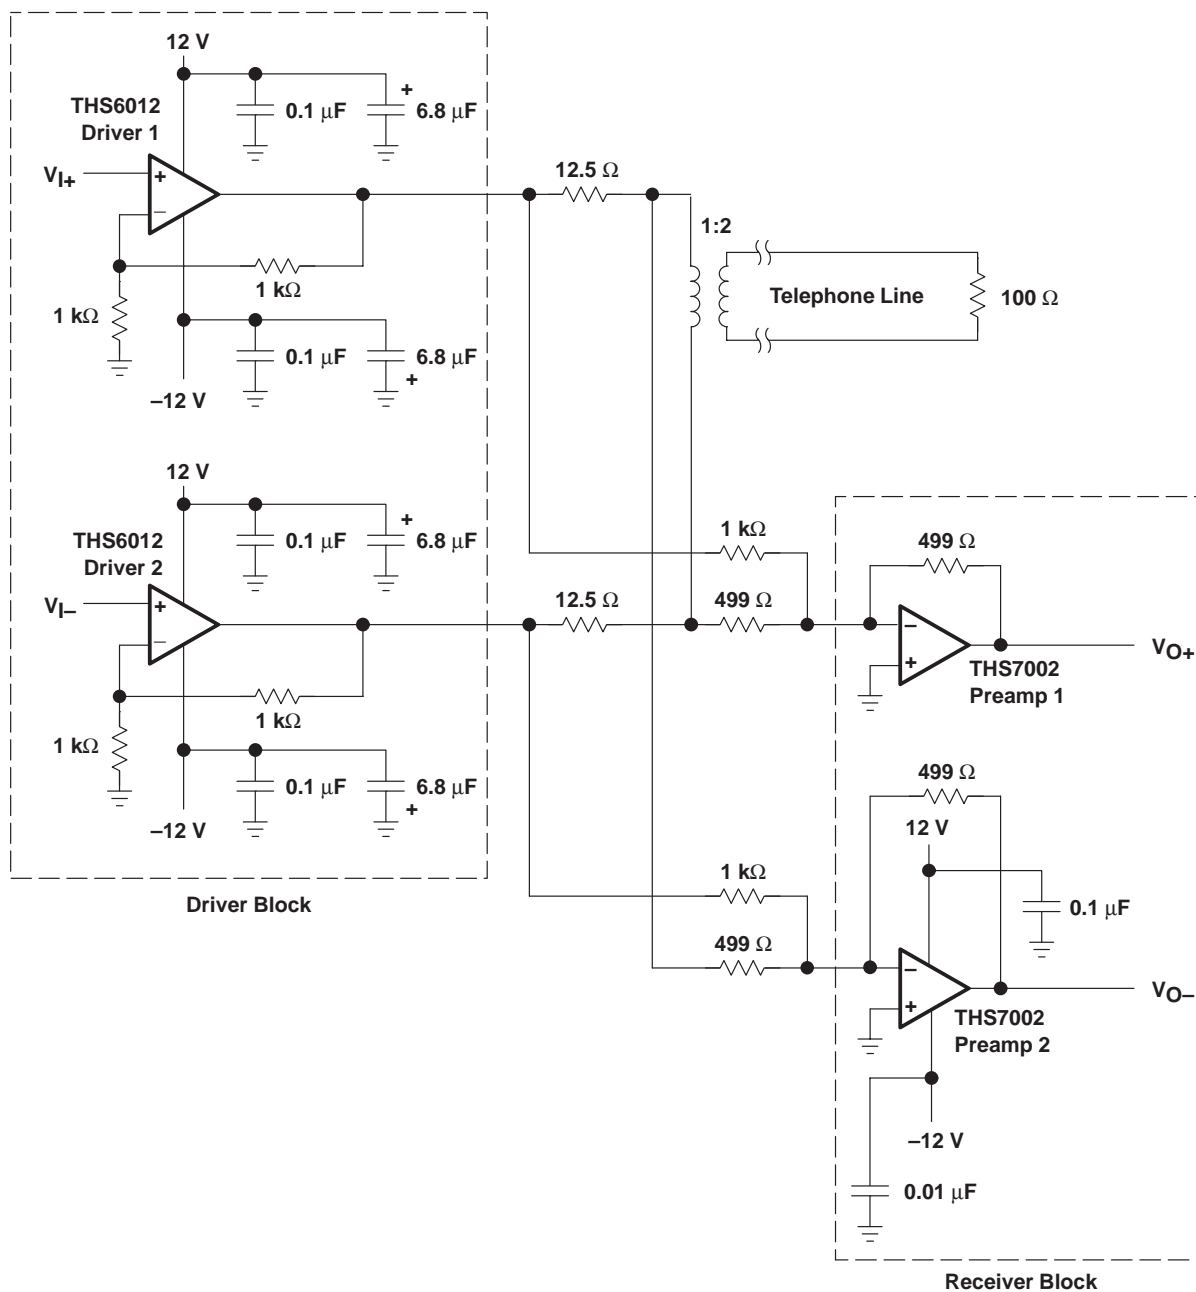 12 V
THS6012
Driver 1
0.1 μF
6.8 μF
+
VI+
+
–
12.5 Ω
1:2
1 kΩ
1 kΩ
Telephone Line
100 Ω
0.1 μF
6.8 μF
+
–12 V
12 V
THS6012
Driver 2
0.1 μF
6.8 μF
+
VI–
+
–
12.5 Ω
1 kΩ
499 Ω
499 Ω
–
+
THS7002
Preamp 1
VO+
1 kΩ
1 kΩ
0.1 μF
6.8 μF
+
–12 V
Driver Block
499 Ω
12 V
1 kΩ
0.1 μF
499 Ω
–
+
THS7002
Preamp 2
VO–
–12 V
0.01 μF
Receiver Block